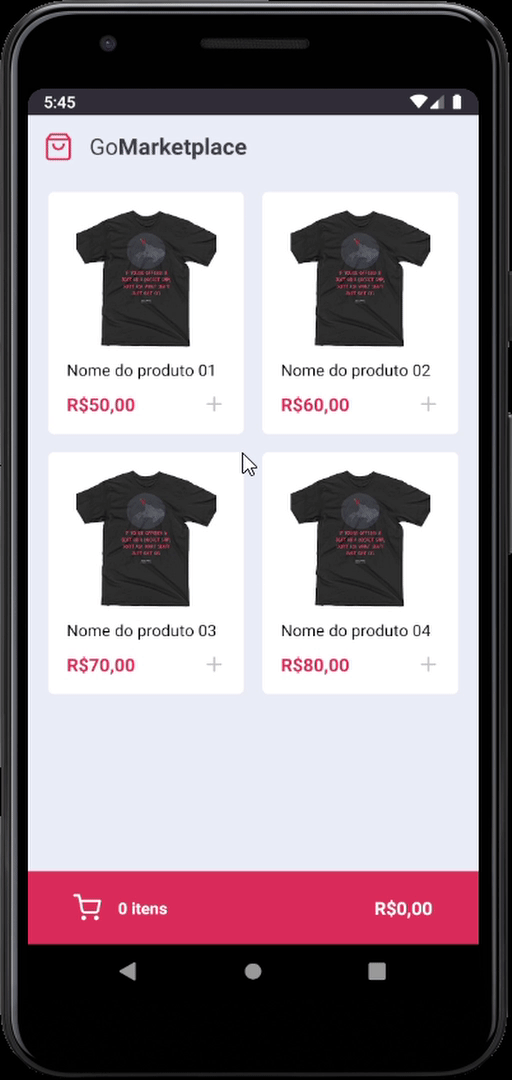 5:45
GoMarketplace
Nome do produto 01
Nome do produto 02
R$50,00 +
R$60,00 +
Nome do produto 03
Nome do produto 04
R$70,00 +
R$80,00 +
0 itens
R$0,00